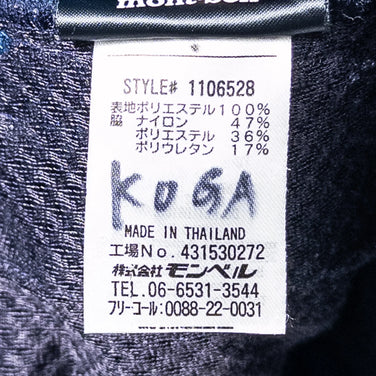 mont-bell
STYLE# 1106528
表地ポリエステル100%
脇 ナイロン 47%
ポリエステル 36%
ポリウレタン 17%
KOGA
MADE IN THAILAND
工場No.431530272
株式会社モンベル
TEL.06-6531-3544
フリーコール:0088-22-0031